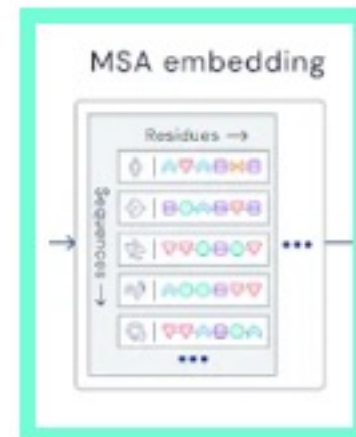 MSA embedding
Residues →
Sequences →